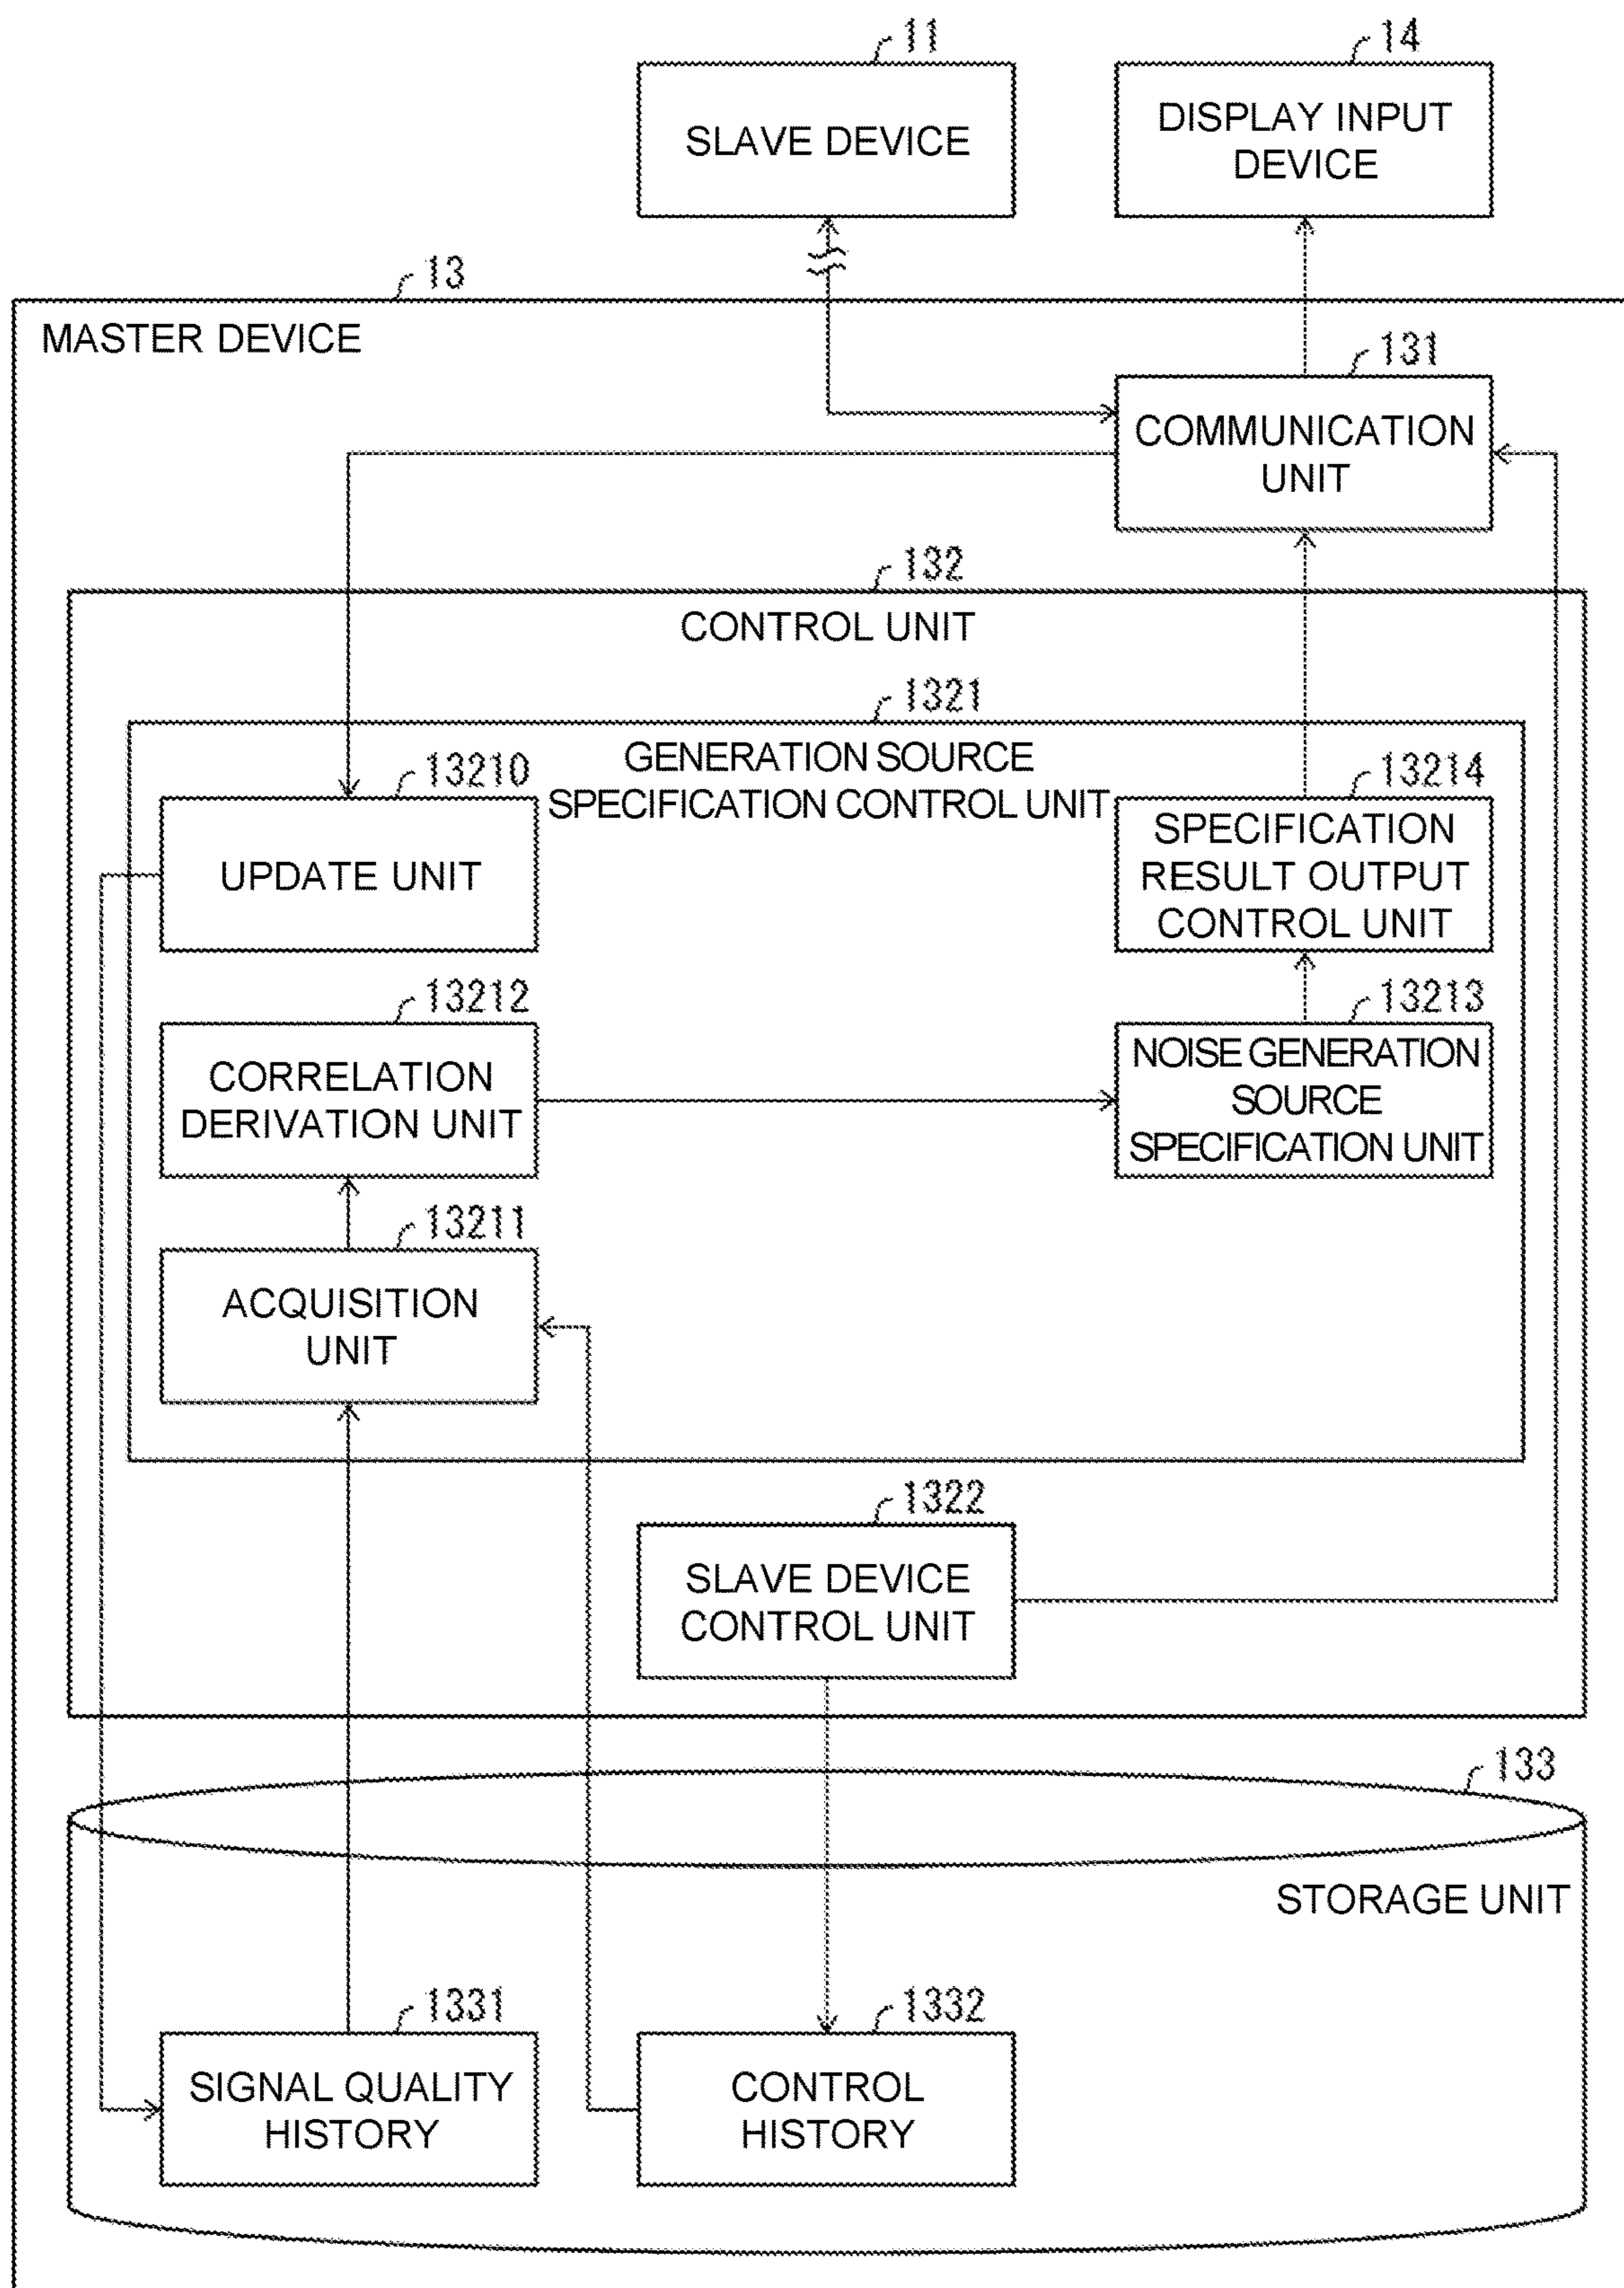 11
SLAVE DEVICE
14
DISPLAY INPUT
DEVICE
13
MASTER DEVICE
131
COMMUNICATION
UNIT
132
CONTROL UNIT
1321
GENERATION SOURCE
SPECIFICATION CONTROL UNIT
13210
UPDATE UNIT
13214
SPECIFICATION
RESULT OUTPUT
CONTROL UNIT
13212
CORRELATION
DERIVATION UNIT
13213
NOISE GENERATION
SOURCE
SPECIFICATION UNIT
13211
ACQUISITION
UNIT
1322
SLAVE DEVICE
CONTROL UNIT
133
STORAGE UNIT
1331
SIGNAL QUALITY
HISTORY
1332
CONTROL
HISTORY